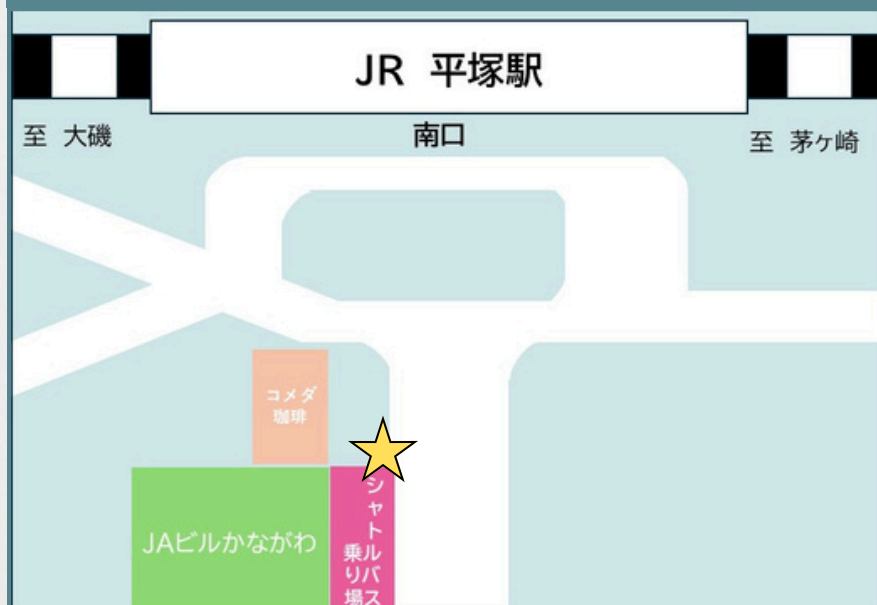 JR 平塚駅
至 大磯
南口
至 茅ヶ崎
コメダ
珈琲
JAビルかながわ
シャトルバス
乗り場